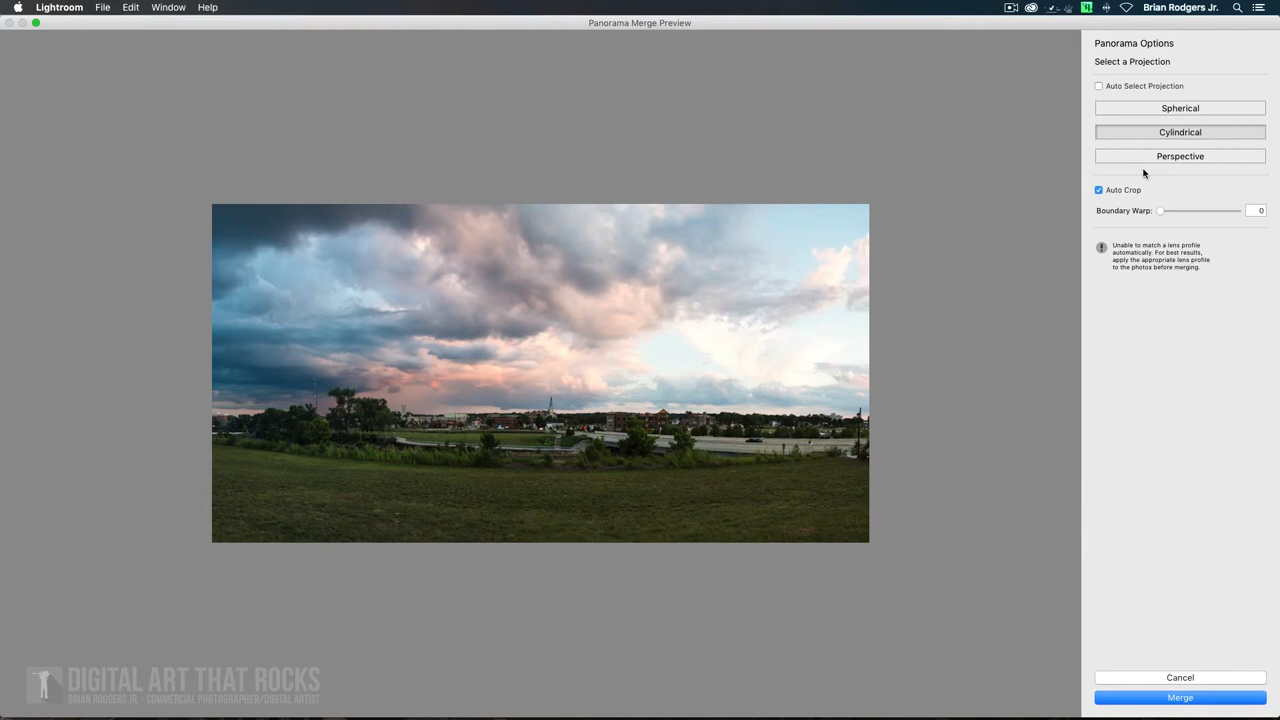 Lightroom File Edit Window Help Brian Rodgers Jr.
Panorama Merge Preview
Panorama Options
Select a Projection
Auto Select Projection
Spherical
Cylindrical
Perspective
Auto Crop
Boundary Warp: 0
Unable to match a lens profile
automatically. For best results,
apply the appropriate lens profile
to the photos before merging.
Cancel
Merge
DIGITAL ART THAT ROCKS
BRIAN RODGERS JR. - COMMERCIAL PHOTOGRAPHER/DIGITAL ARTIST